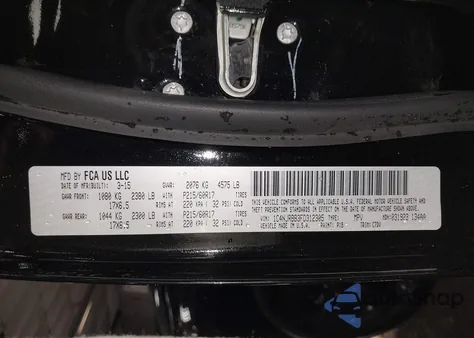 MFD BY FCA US LLC
DATE OF MFR(BUILT): 3-15 GVWR: 2076 KG 4575 LB
GAWR FRONT: 1080 KG 2380 LB P215/60R17 TIRES
17X6.5 RIMS AT 220 KPA/ 32 PSI COLD
GAWR REAR: 1044 KG 2300 LB P215/60R17 TIRES
17X6.5 RIMS AT 220 KPA/ 32 PSI COLD
THIS VEHICLE CONFORMS TO ALL APPLICABLE
FEDERAL MOTOR VEHICLE SAFETY, BUMPER, AND THEFT
PREVENTION STANDARDS IN EFFECT ON THE
DATE OF MANUFACTURE SHOWN ABOVE.
TYPE: MPV
VEHICLE MADE IN U.S.A.